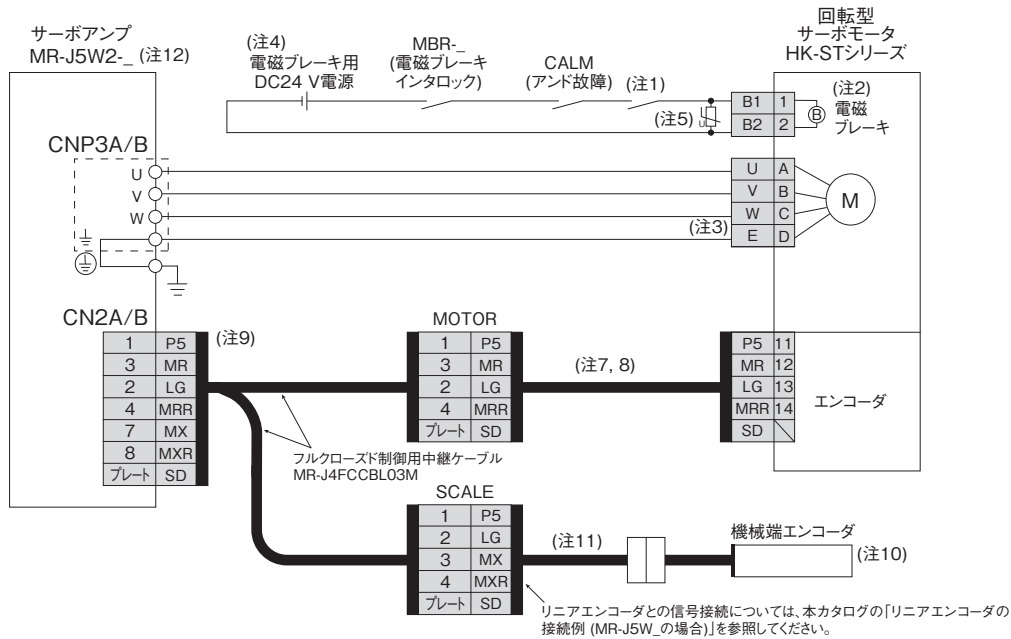 サーボアンプ
MR-J5W2-_ (注12)
(注4)
電磁ブレーキ用
DC24 V電源
MBR-_
(電磁ブレーキ
インタロック)
CALM
(アンド故障)
(注1)
(注5)
U
回転型
サーボモータ
HK-STシリーズ
B1 1
B2 2
B
(注2)
電磁
ブレーキ
CNP3A/B
U
V
W
(注3)
U A
V B
W C
E D
M
CN2A/B
1 P5
3 MR
2 LG
4 MRR
7 MX
8 MXR
プレート SD
(注9)
MOTOR
1 P5
3 MR
2 LG
4 MRR
プレート SD
(注7, 8)
P5 11
MR 12
LG 13
MRR 14
SD
エンコーダ
フルクローズド制御用中継ケーブル
MR-J4FCCBL03M
SCALE
1 P5
2 LG
3 MX
4 MXR
プレート SD
(注11)
機械端エンコーダ
(注10)
リニアエンコーダとの信号接続については、本カタログの「リニアエンコーダの
接続例 (MR-J5W_の場合)」を参照してください。